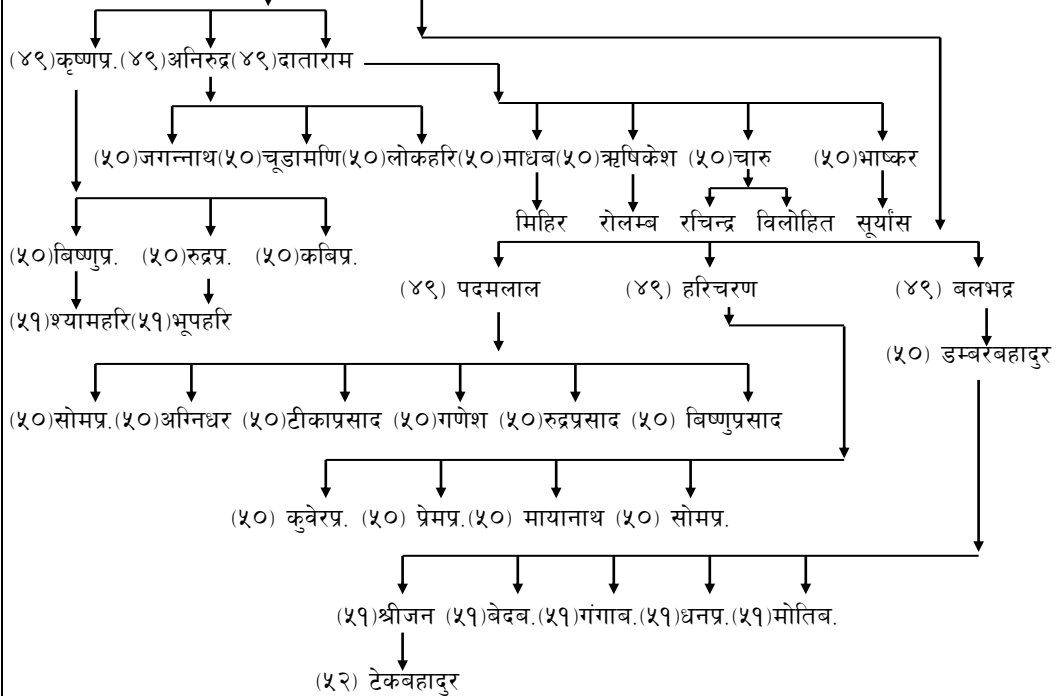 (४९)कृष्णप्र.(४९)अनिरुद्र(४९)दाताराम
(५०)जगन्नाथ(५०)चूडामणि(५०)लोकहरि(५०)माधब(५०)ऋषिकेश (५०)चारु (५०)भाष्कर
मिहिर रोलम्ब रचिन्द्र विलोहित सूर्यांस
(५०)बिष्णुप्र. (५०)रुद्रप्र. (५०)कबिप्र.
(४९) पदमलाल (४९) हरिचरण (४९) बलभद्र
(५१)श्यामहरि(५१)भूपहरि
(५०) डम्बरबहादुर
(५०)सोमप्र.(५०)अग्निधर (५०)टीकाप्रसाद (५०)गणेश (५०)रुद्रप्रसाद (५०) बिष्णुप्रसाद
(५०) कुवेरप्र. (५०) प्रेमप्र.(५०) मायानाथ (५०) सोमप्र.
(५१)श्रीजन (५१)बेदब.(५१)गंगाब.(५१)धनप्र.(५१)मोतिब.
(५२) टेकबहादुर